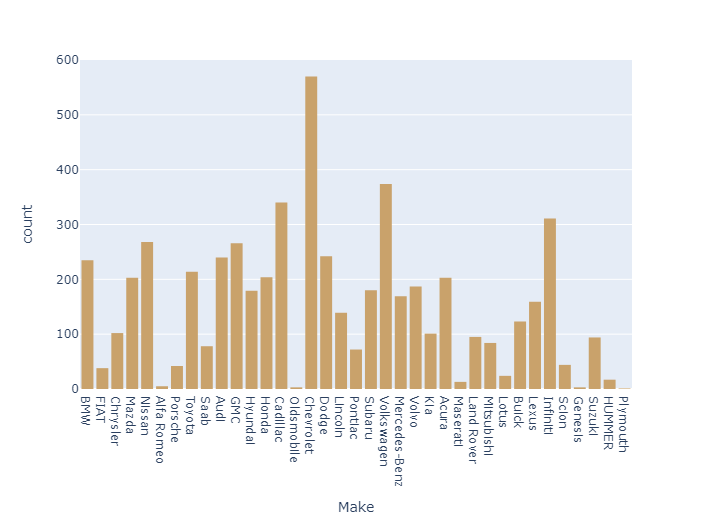 600
500
400
300
200
100
0
count
BMW
FIAT
Chrysler
Mazda
Nissan
Alfa Romeo
Porsche
Toyota
Saab
Audi
GMC
Hyundai
Honda
Cadillac
Oldsmobile
Chevrolet
Dodge
Lincoln
Pontiac
Subaru
Volkswagen
Mercedes-Benz
Volvo
Kia
Acura
Maserati
Land Rover
Mitsubishi
Lotus
Buick
Lexus
Infiniti
Scion
Genesis
Suzuki
HUMMER
Plymouth
Make